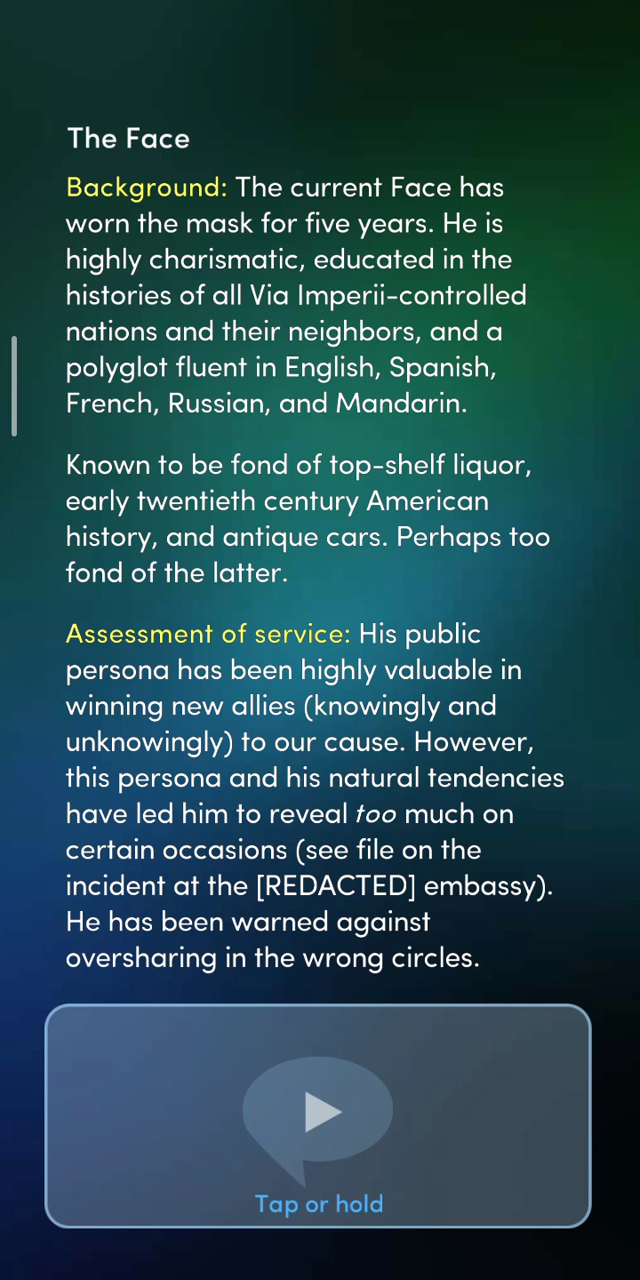 The Face
Background: The current Face has
worn the mask for five years. He is
highly charismatic, educated in the
histories of all Via Imperii-controlled
nations and their neighbors, and a
polyglot fluent in English, Spanish,
French, Russian, and Mandarin.
Known to be fond of top-shelf liquor,
early twentieth century American
history, and antique cars. Perhaps too
fond of the latter.
Assessment of service: His public
persona has been highly valuable in
winning new allies (knowingly and
unknowingly) to our cause. However,
this persona and his natural tendencies
have led him to reveal too much on
certain occasions (see file on the
incident at the [REDACTED] embassy).
He has been warned against
oversharing in the wrong circles.
Tap or hold